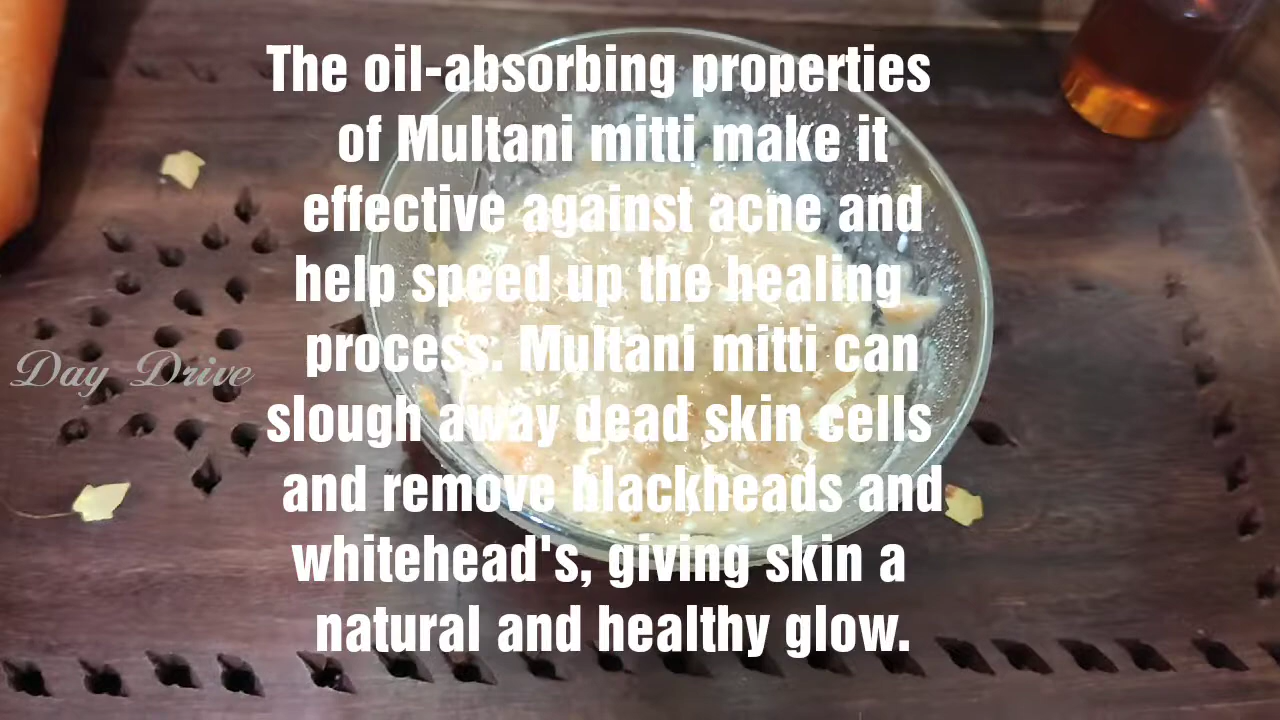 The oil-absorbing properties
of Multani mitti make it
effective against acne and
help speed up the healing
process. Multani mitti can
slough away dead skin cells
and remove blackheads and
whitehead's, giving skin a
natural and healthy glow.
Day Drive